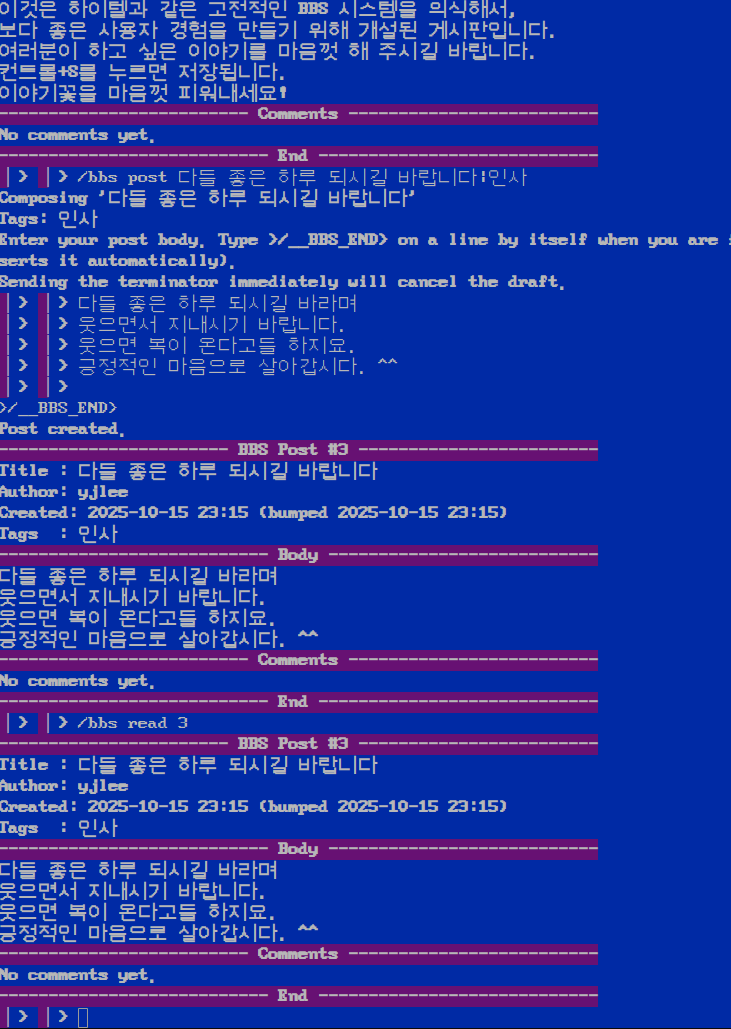 이것은 하이텔과 같은 고전적인 BBS 시스템을 의식해서,
보다 좋은 사용자 경험을 만들기 위해 개설된 게시판입니다.
여러분이 하고 싶은 이야기를 마음껏 해 주시길 바랍니다.
컨트롤+S를 누르면 저장됩니다.
이야기꽃을 마음껏 피워내세요!
------------------------- Comments -------------------------
No comments yet.
--------------------------- End ----------------------------
|> |> /bbs post 다들 좋은 하루 되시길 바랍니다|인사
Composing '다들 좋은 하루 되시길 바랍니다'
Tags: 인사
Enter your post body. Type >/__BBS_END> on a line by itself when you are
serts it automatically).
Sending the terminator immediately will cancel the draft.
|> |> 다들 좋은 하루 되시길 바라며
|> |> 웃으면서 지내시기 바랍니다.
|> |> 웃으면 복이 온다고들 하지요.
|> |> 긍정적인 마음으로 살아갑시다. ^^
|> |>
>/__BBS_END>
Post created.
----------------------- BBS Post #3 ------------------------
Title : 다들 좋은 하루 되시길 바랍니다
Author: yjlee
Created: 2025-10-15 23:15 (bumped 2025-10-15 23:15)
Tags  : 인사
--------------------------- Body ---------------------------
다들 좋은 하루 되시길 바라며
웃으면서 지내시기 바랍니다.
웃으면 복이 온다고들 하지요.
긍정적인 마음으로 살아갑시다. ^^
------------------------- Comments -------------------------
No comments yet.
--------------------------- End ----------------------------
|> |> /bbs read 3
----------------------- BBS Post #3 ------------------------
Title : 다들 좋은 하루 되시길 바랍니다
Author: yjlee
Created: 2025-10-15 23:15 (bumped 2025-10-15 23:15)
Tags  : 인사
--------------------------- Body ---------------------------
다들 좋은 하루 되시길 바라며
웃으면서 지내시기 바랍니다.
웃으면 복이 온다고들 하지요.
긍정적인 마음으로 살아갑시다. ^^
------------------------- Comments -------------------------
No comments yet.
--------------------------- End ----------------------------
|> |>